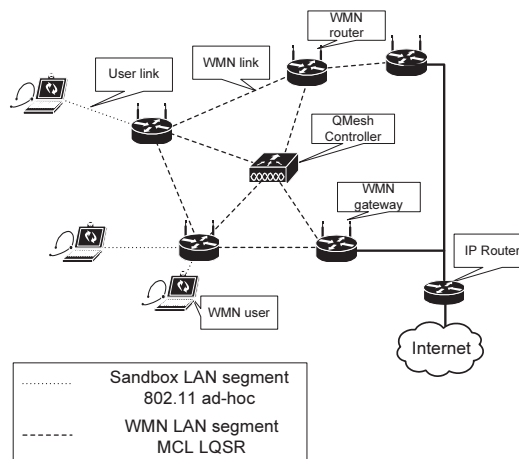 WMN
router
User link
WMN link
QMesh
Controller
WMN
gateway
IP Router
WMN user
Internet
Sandbox LAN segment
802.11 ad-hoc
WMN LAN segment
MCL LQSR